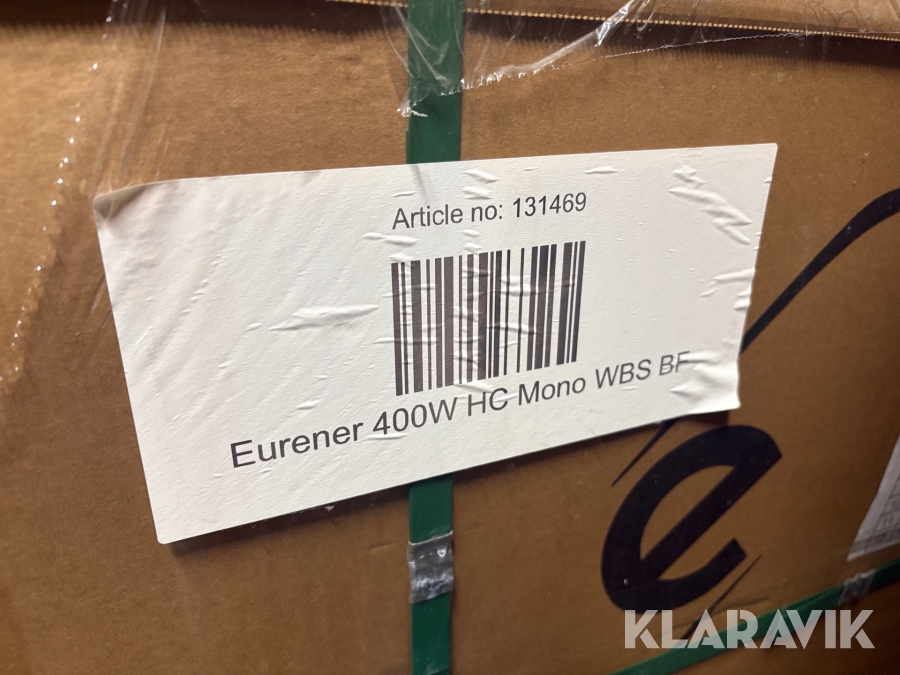 Article no: 131469
Eurener 400W HC Mono WBS BF
e
KLARAVIK